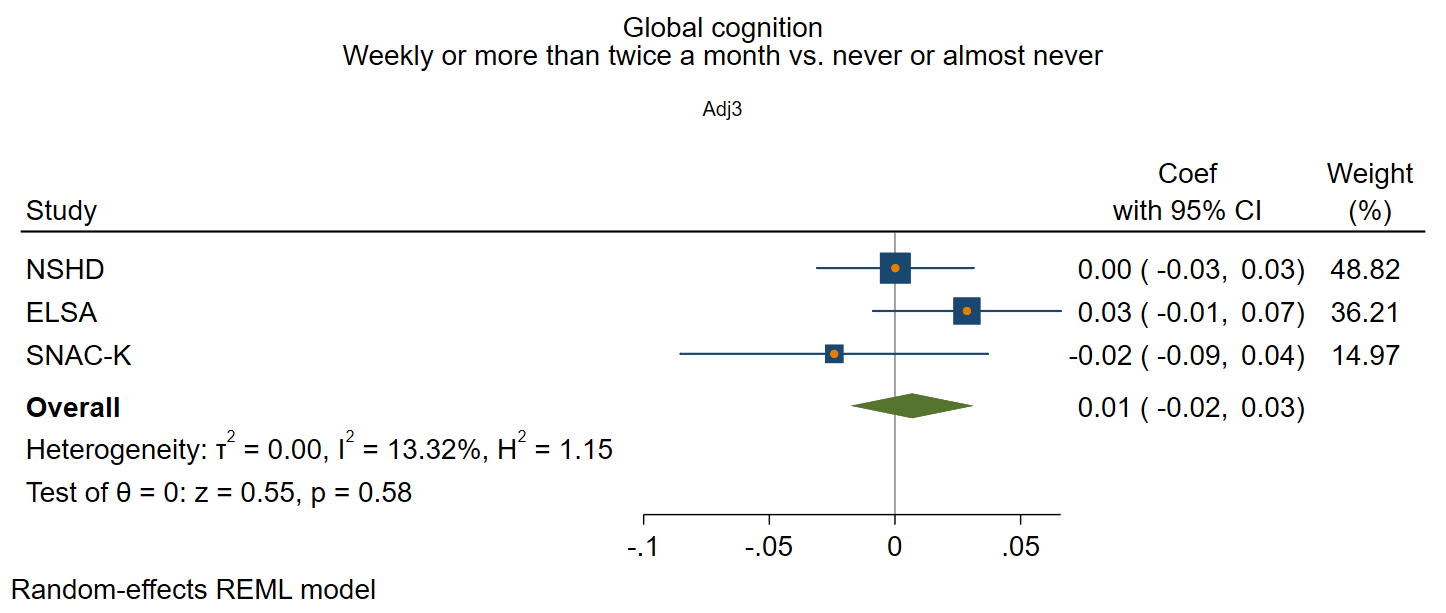 Global cognition
Weekly or more than twice a month vs. never or almost never
Adj3
Coef Weight
Study with 95% CI (%)
NSHD 0.00 ( -0.03, 0.03) 48.82
ELSA 0.03 ( -0.01, 0.07) 36.21
SNAC-K -0.02 ( -0.09, 0.04) 14.97
Overall 0.01 ( -0.02, 0.03)
Heterogeneity: τ² = 0.00, I² = 13.32%, H² = 1.15
Test of θ = 0: z = 0.55, p = 0.58
-.1 -.05 0 .05
Random-effects REML model